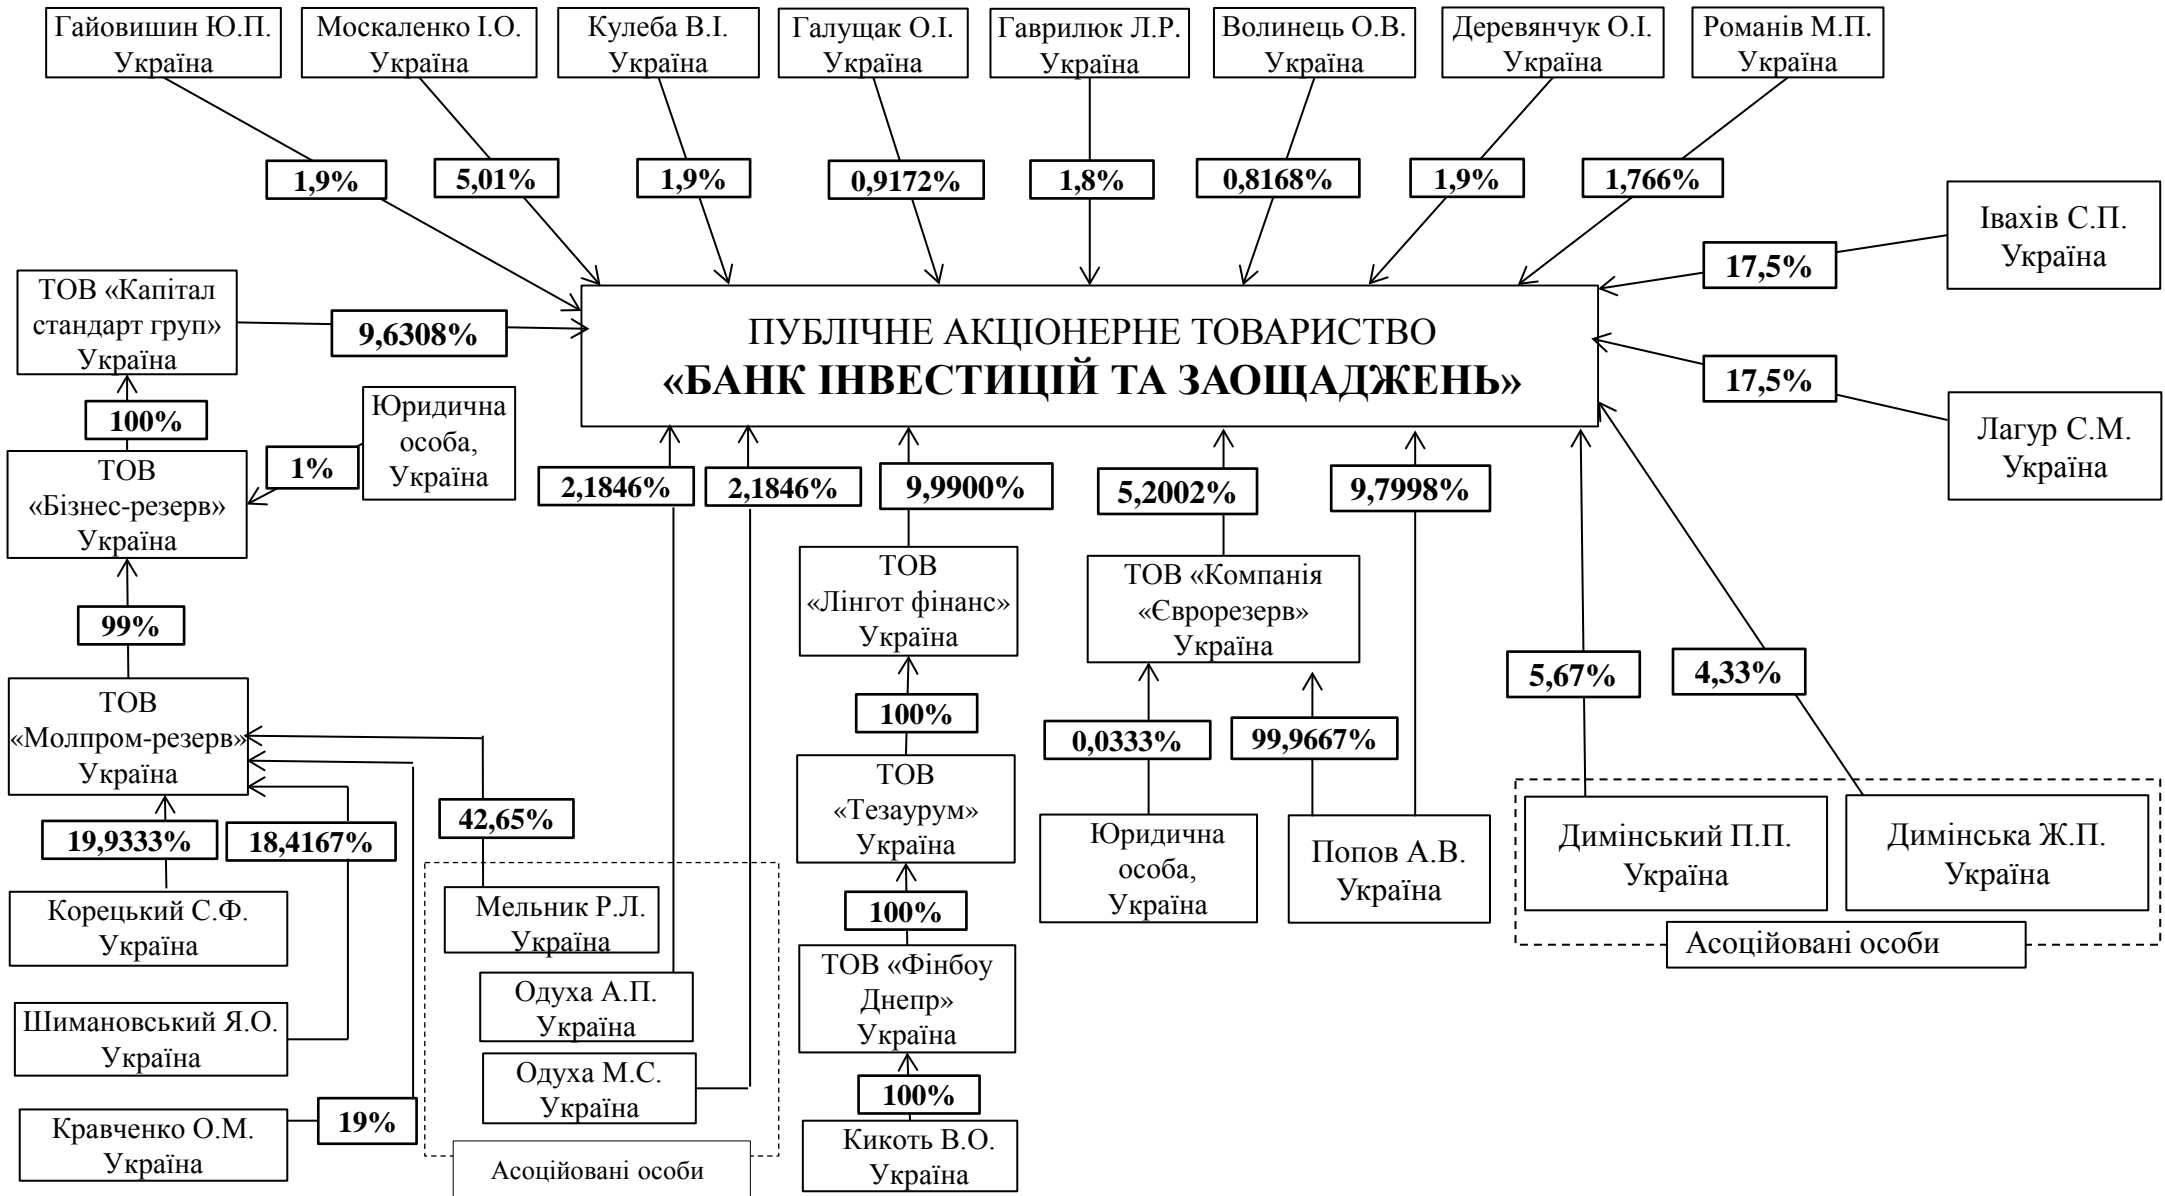 Гайовишин Ю.П.
Україна
Москаленко І.О.
Україна
Кулеба В.І.
Україна
Галущак О.І.
Україна
Гаврилюк Л.Р.
Україна
Волинець О.В.
Україна
Деревянчук О.І.
Україна
Романів М.П.
Україна
1,9%
5,01%
1,9%
0,9172%
1,8%
0,8168%
1,9%
1,766%
Івахів С.П.
Україна
17,5%
ТОВ «Капітал
стандарт груп»
Україна
9,6308%
ПУБЛІЧНЕ АКЦІОНЕРНЕ ТОВАРИСТВО
«БАНК ІНВЕСТИЦІЙ ТА ЗАОЩАДЖЕНЬ»
17,5%
Лагур С.М.
Україна
100%
Юридична
особа,
Україна
1%
ТОВ
«Бізнес-резерв»
Україна
2,1846%
2,1846%
9,9900%
5,2002%
9,7998%
99%
ТОВ
«Лінгот фінанс»
Україна
ТОВ «Компанія
«Єврорезерв»
Україна
5,67%
4,33%
ТОВ
«Молпром-резерв»
Україна
100%
0,0333%
99,9667%
19,9333%
18,4167%
42,65%
ТОВ
«Тезаурум»
Україна
Юридична
особа,
Україна
Попов А.В.
Україна
Димінський П.П.
Україна
Димінська Ж.П.
Україна
Асоційовані особи
Корецький С.Ф.
Україна
Мельник Р.Л.
Україна
100%
Одуха А.П.
Україна
ТОВ «Фінбоу
Днепр»
Україна
Шимановський Я.О.
Україна
Одуха М.С.
Україна
100%
Кравченко О.М.
Україна
19%
Асоційовані особи
Кикоть В.О.
Україна